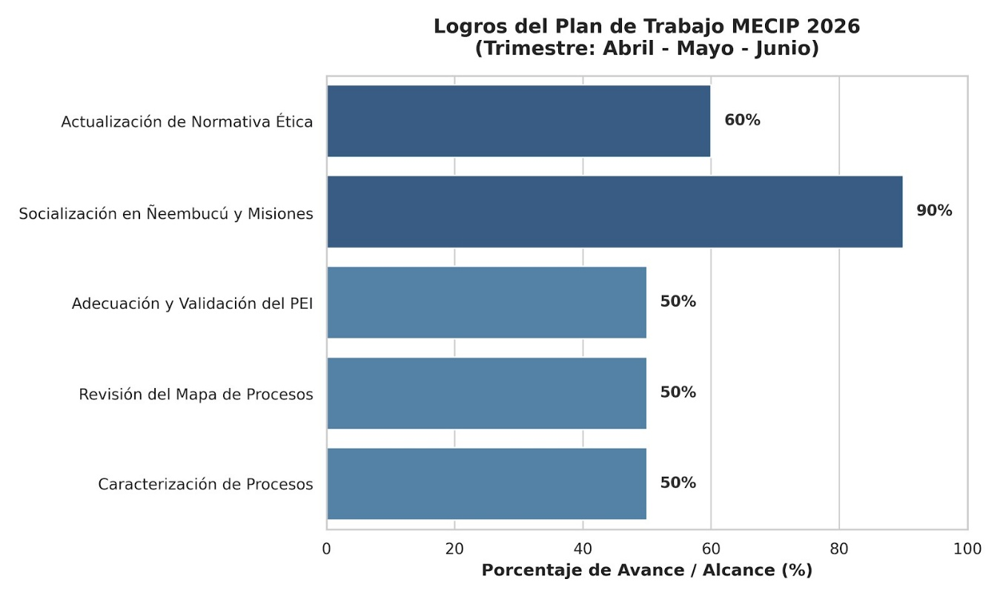 Logros del Plan de Trabajo MECIP 2026
(Trimestre: Abril - Mayo - Junio)
Actualización de Normativa Ética
60%
Socialización en Ñeembucú y Misiones
90%
Adecuación y Validación del PEI
50%
Revisión del Mapa de Procesos
50%
Caracterización de Procesos
50%
0 20 40 60 80 100
Porcentaje de Avance / Alcance (%)